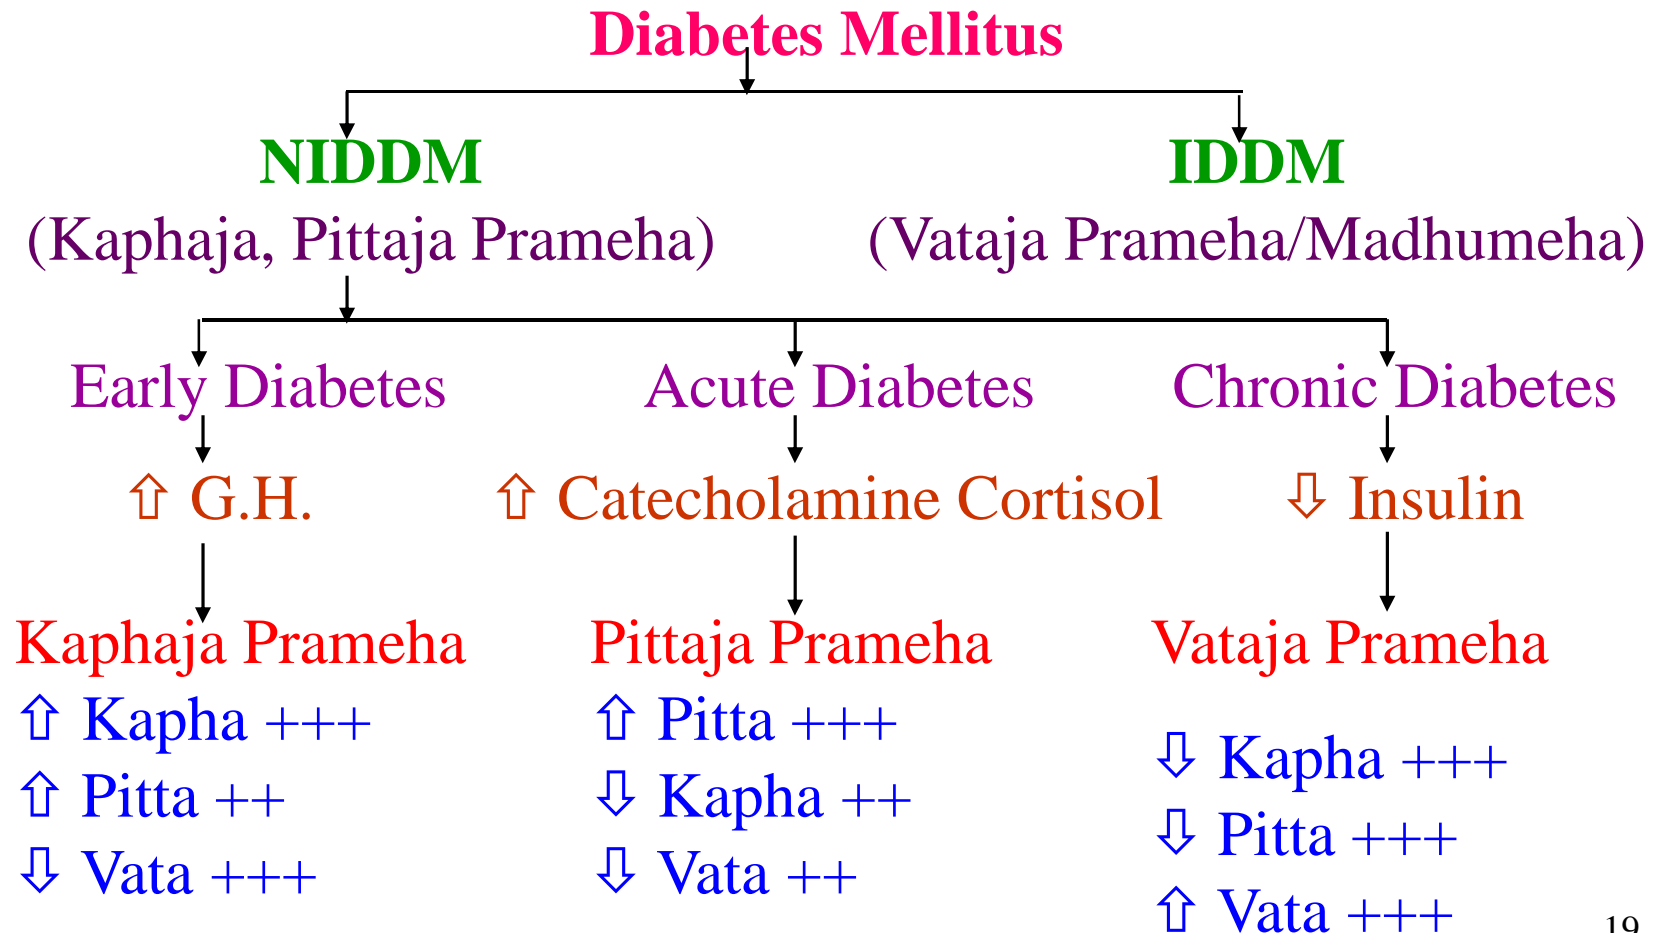 Diabetes Mellitus
NIDDM IDDM
(Kaphaja, Pittaja Prameha) (Vataja Prameha/Madhumeha)
Early Diabetes Acute Diabetes Chronic Diabetes
⇧ G.H. ⇧ Catecholamine Cortisol ⇩ Insulin
Kaphaja Prameha Pittaja Prameha Vataja Prameha
⇧ Kapha +++ ⇧ Pitta +++ ⇩ Kapha +++
⇧ Pitta ++ ⇩ Kapha ++ ⇩ Pitta +++
⇩ Vata +++ ⇩ Vata ++ ⇧ Vata +++
19